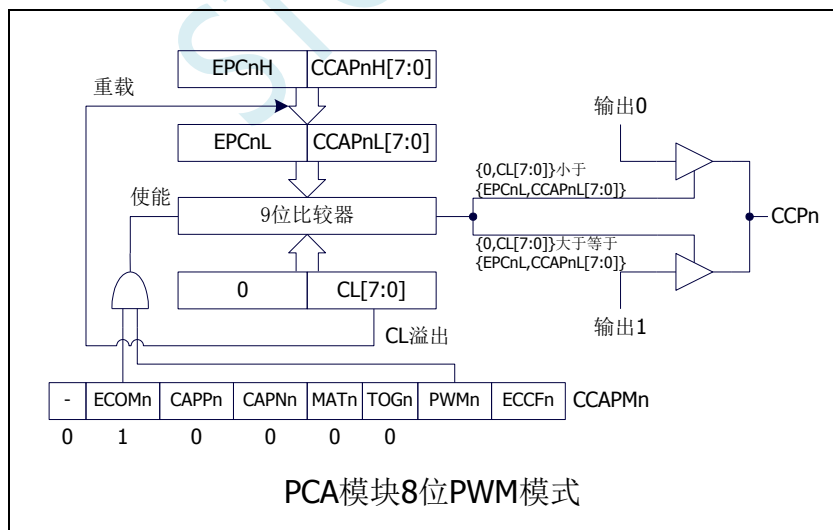 EPCnH CCAPnH[7:0]
重载
输出0
EPCnL CCAPnL[7:0]
{0,CL[7:0]}小于
{EPCnL,CCAPnL[7:0]}
使能
9位比较器
CCPn
{0,CL[7:0]}大于等于
{EPCnL,CCAPnL[7:0]}
0 CL[7:0]
输出1
CL溢出
- ECOMn CAPPn CAPNn MATn TOGn PWMn ECCFn CCAPMn
0 1 0 0 0 0
PCA模块8位PWM模式